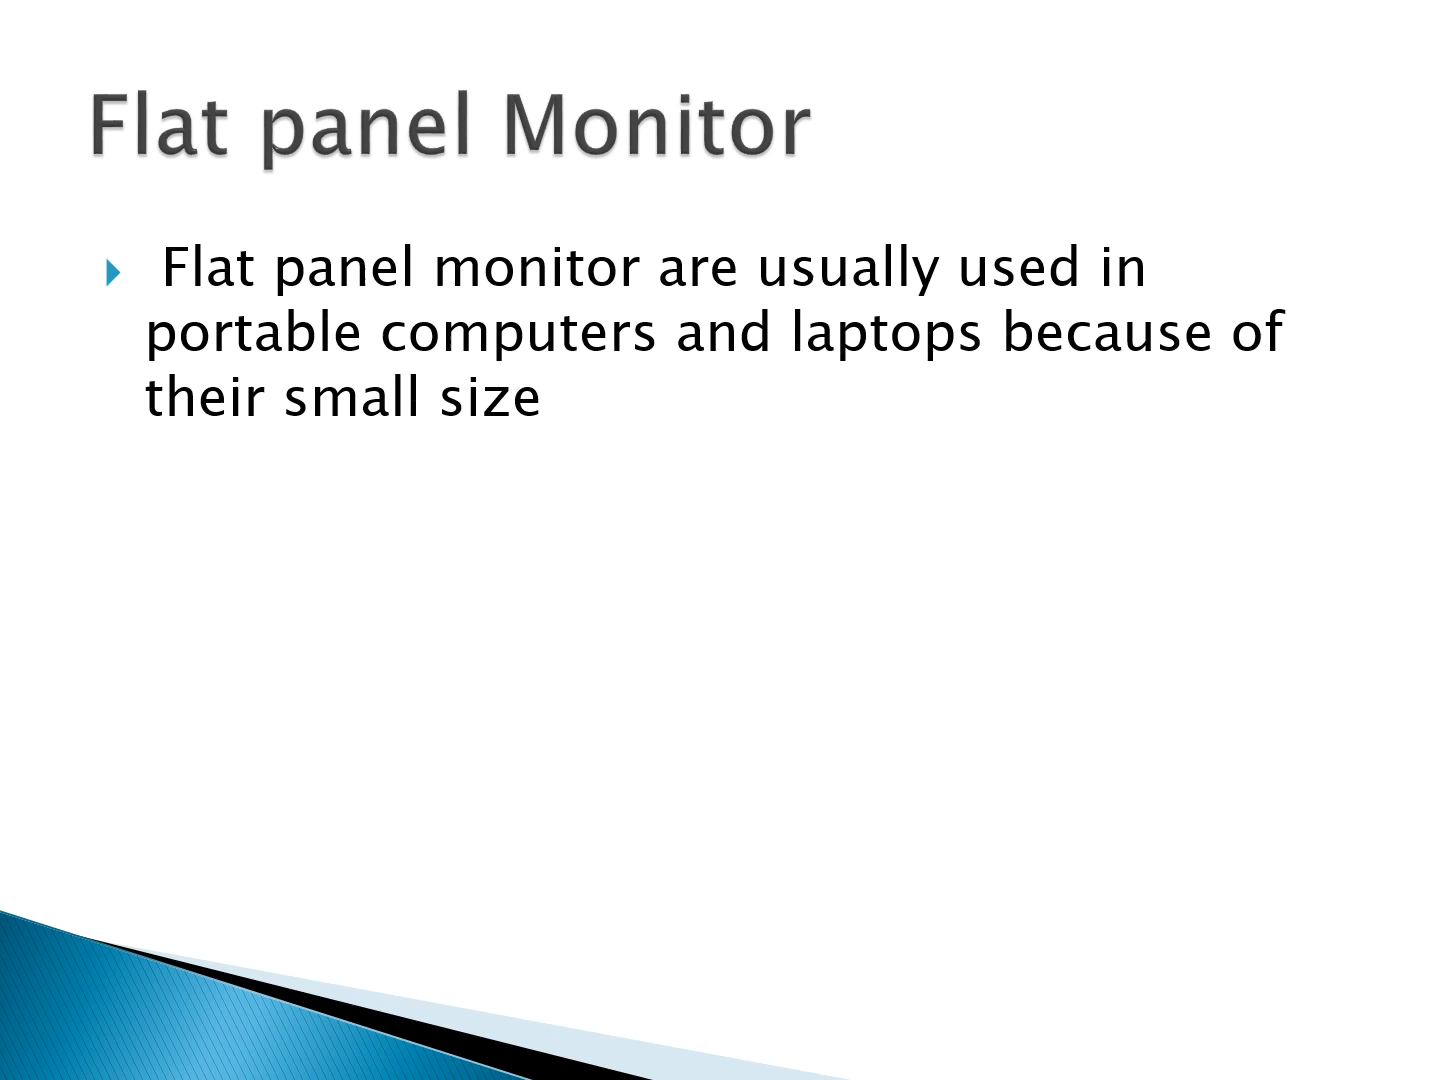 Flat panel Monitor
Flat panel monitor are usually used in
portable computers and laptops because of
their small size